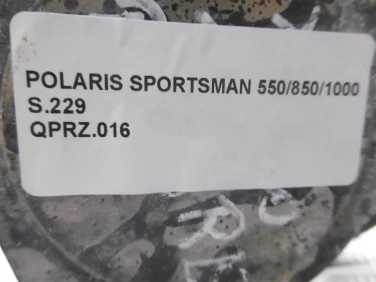 POLARIS SPORTSMAN 550/850/1000
S.229
QPRZ.016